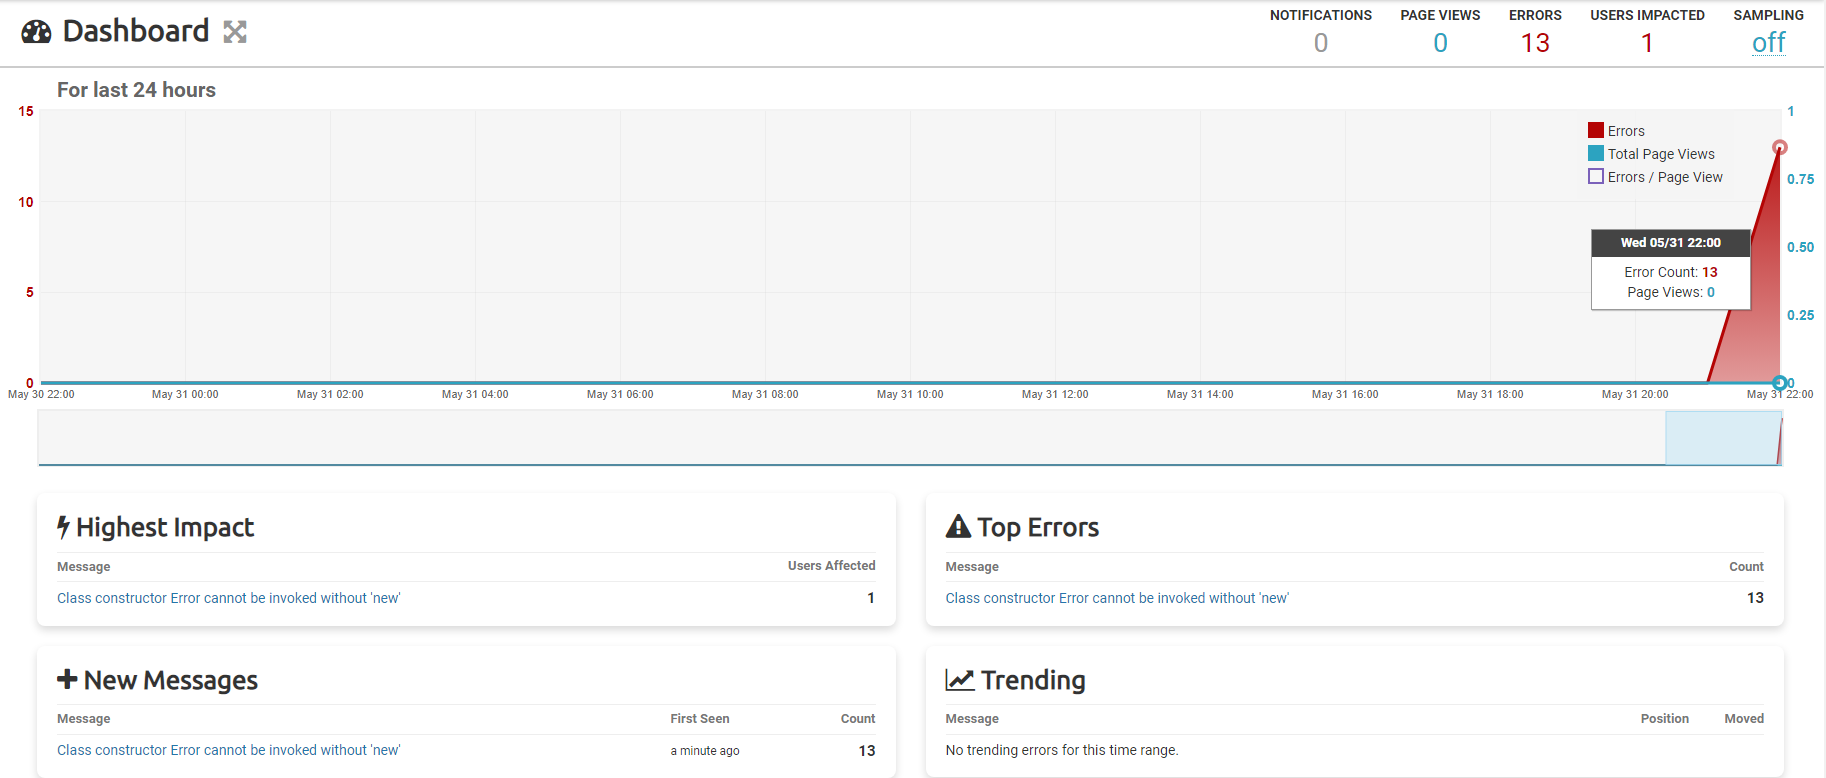 Dashboard
NOTIFICATIONS PAGE VIEWS ERRORS USERS IMPACTED SAMPLING
0 0 13 1 off
For last 24 hours
15 1
Errors
Total Page Views
Errors / Page View
0.75
10
Wed 05/31 22:00
0.50
Error Count: 13
Page Views: 0
5
0.25
0 0
May 30 22:00 May 31 00:00 May 31 02:00 May 31 04:00 May 31 06:00 May 31 08:00 May 31 10:00 May 31 12:00 May 31 14:00 May 31 16:00 May 31 18:00 May 31 20:00 May 31 22:00
Highest Impact
Message Users Affected
Class constructor Error cannot be invoked without 'new' 1
Top Errors
Message Count
Class constructor Error cannot be invoked without 'new' 13
New Messages
Message First Seen Count
Class constructor Error cannot be invoked without 'new' a minute ago 13
Trending
Message Position Moved
No trending errors for this time range.